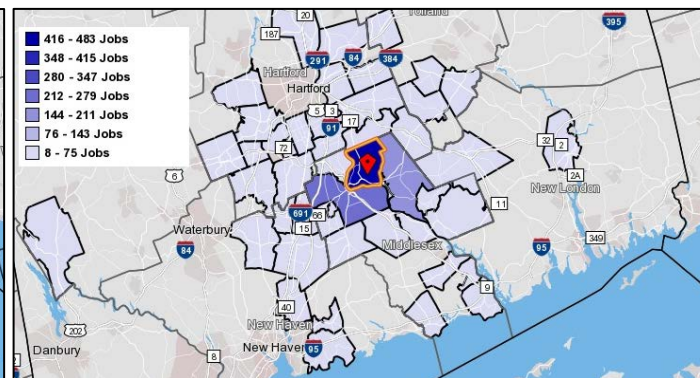 416 - 483 Jobs
348 - 415 Jobs
280 - 347 Jobs
212 - 279 Jobs
144 - 211 Jobs
76 - 143 Jobs
8 - 75 Jobs
20
Tolland
395
187
291
84
384
Hartford
Hartford
5
3
17
91
72
32
2
6
2A
New London
691
66
11
Waterbury
15
Middlesex
349
84
95
9
40
New Haven
202
New Haven
95
Danbury
8